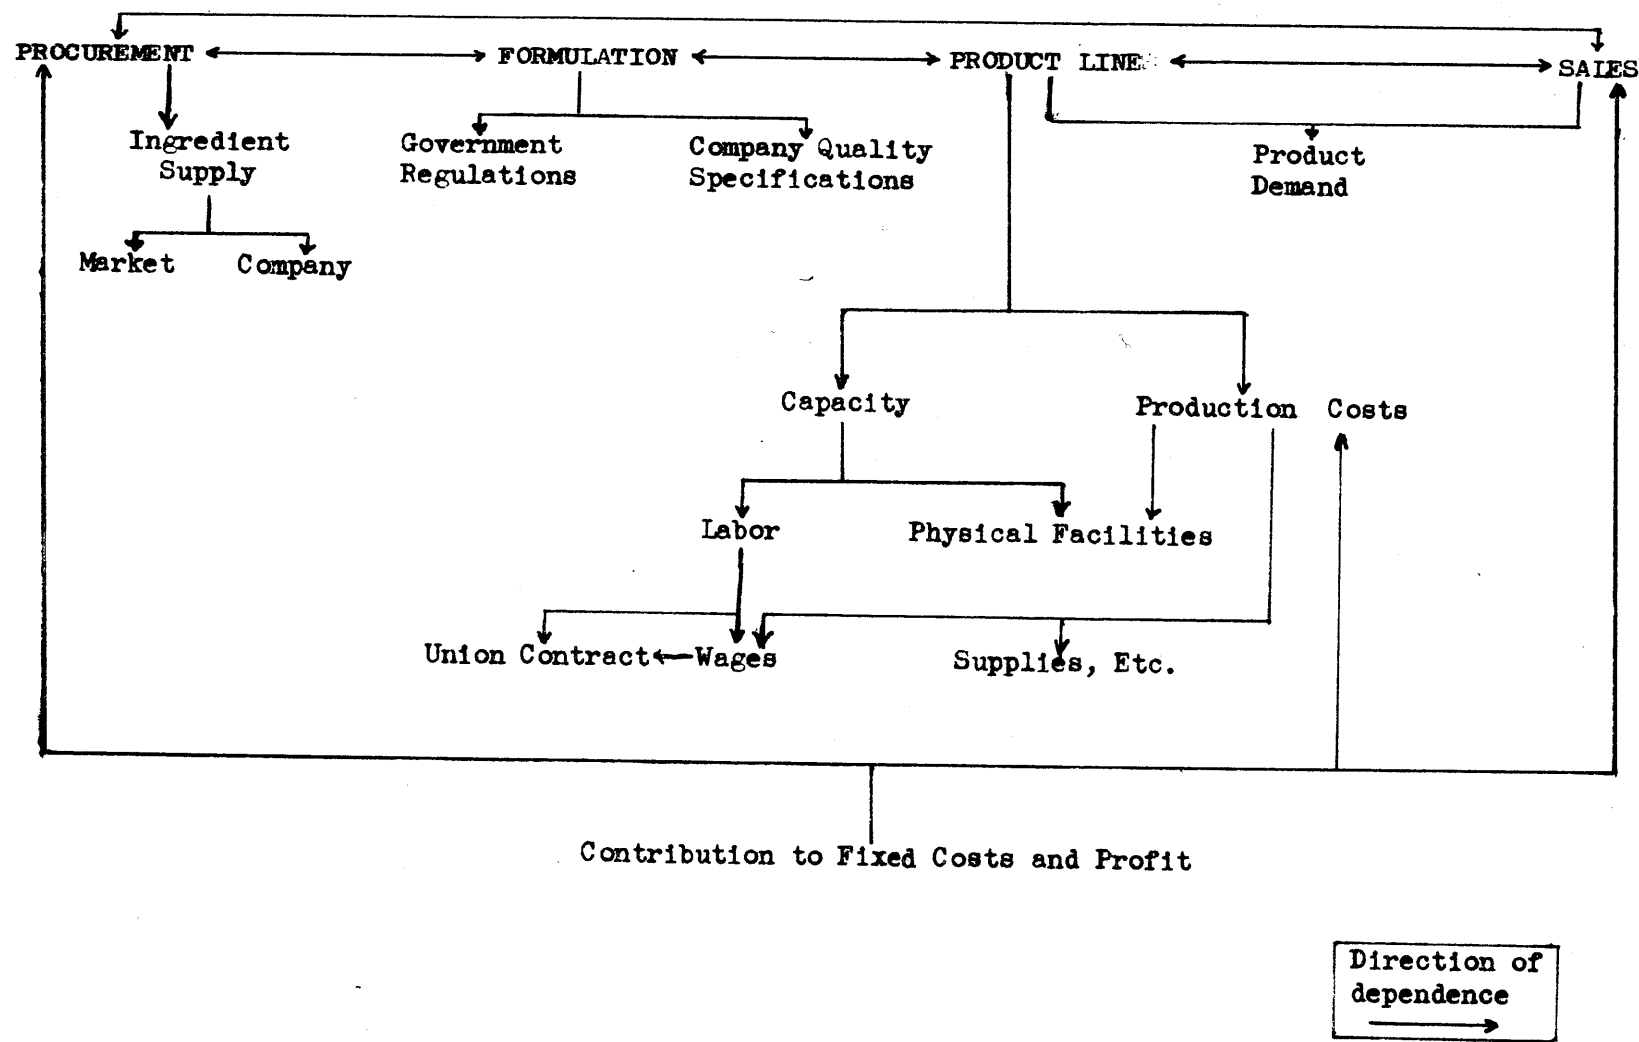 PROCUREMENT FORMULATION PRODUCT LINE SALES
Ingredient
Supply
Government
Regulations
Company Quality
Specifications
Product
Demand
Market Company
Capacity Production Costs
Labor Physical Facilities
Union Contract Wages Supplies, Etc.
Contribution to Fixed Costs and Profit
Direction of
dependence